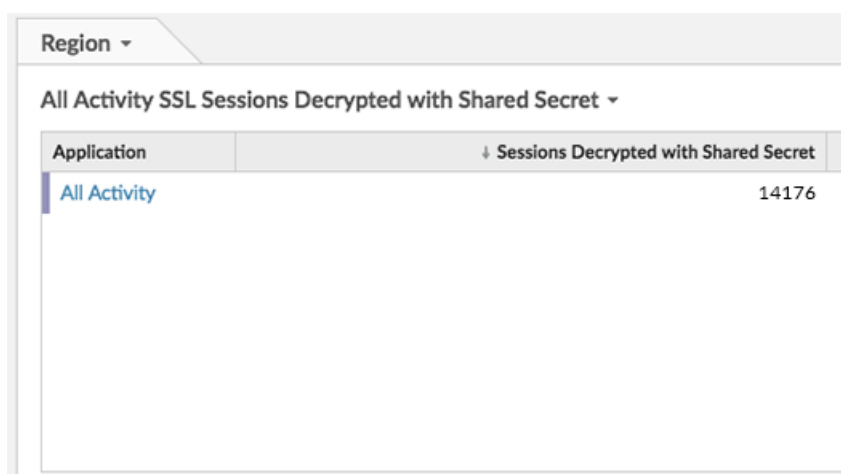 Region
All Activity SSL Sessions Decrypted with Shared Secret
Application ↓ Sessions Decrypted with Shared Secret
All Activity 14176